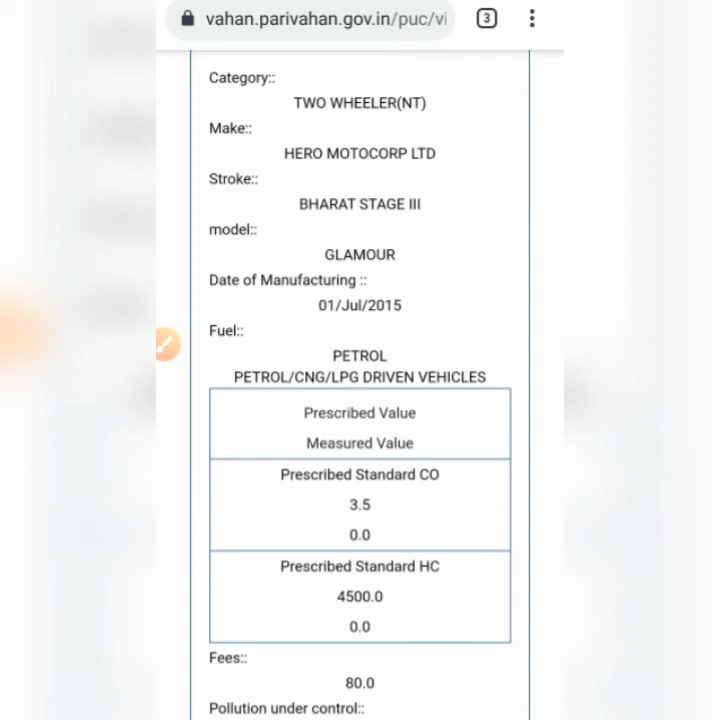 vahan.parivahan.gov.in/puc/vi
3
Category::
TWO WHEELER(NT)
Make::
HERO MOTOCORP LTD
Stroke::
BHARAT STAGE III
model::
GLAMOUR
Date of Manufacturing ::
01/Jul/2015
Fuel::
PETROL
PETROL/CNG/LPG DRIVEN VEHICLES
Prescribed Value
Measured Value
Prescribed Standard CO
3.5
0.0
Prescribed Standard HC
4500.0
0.0
Fees::
80.0
Pollution under control::